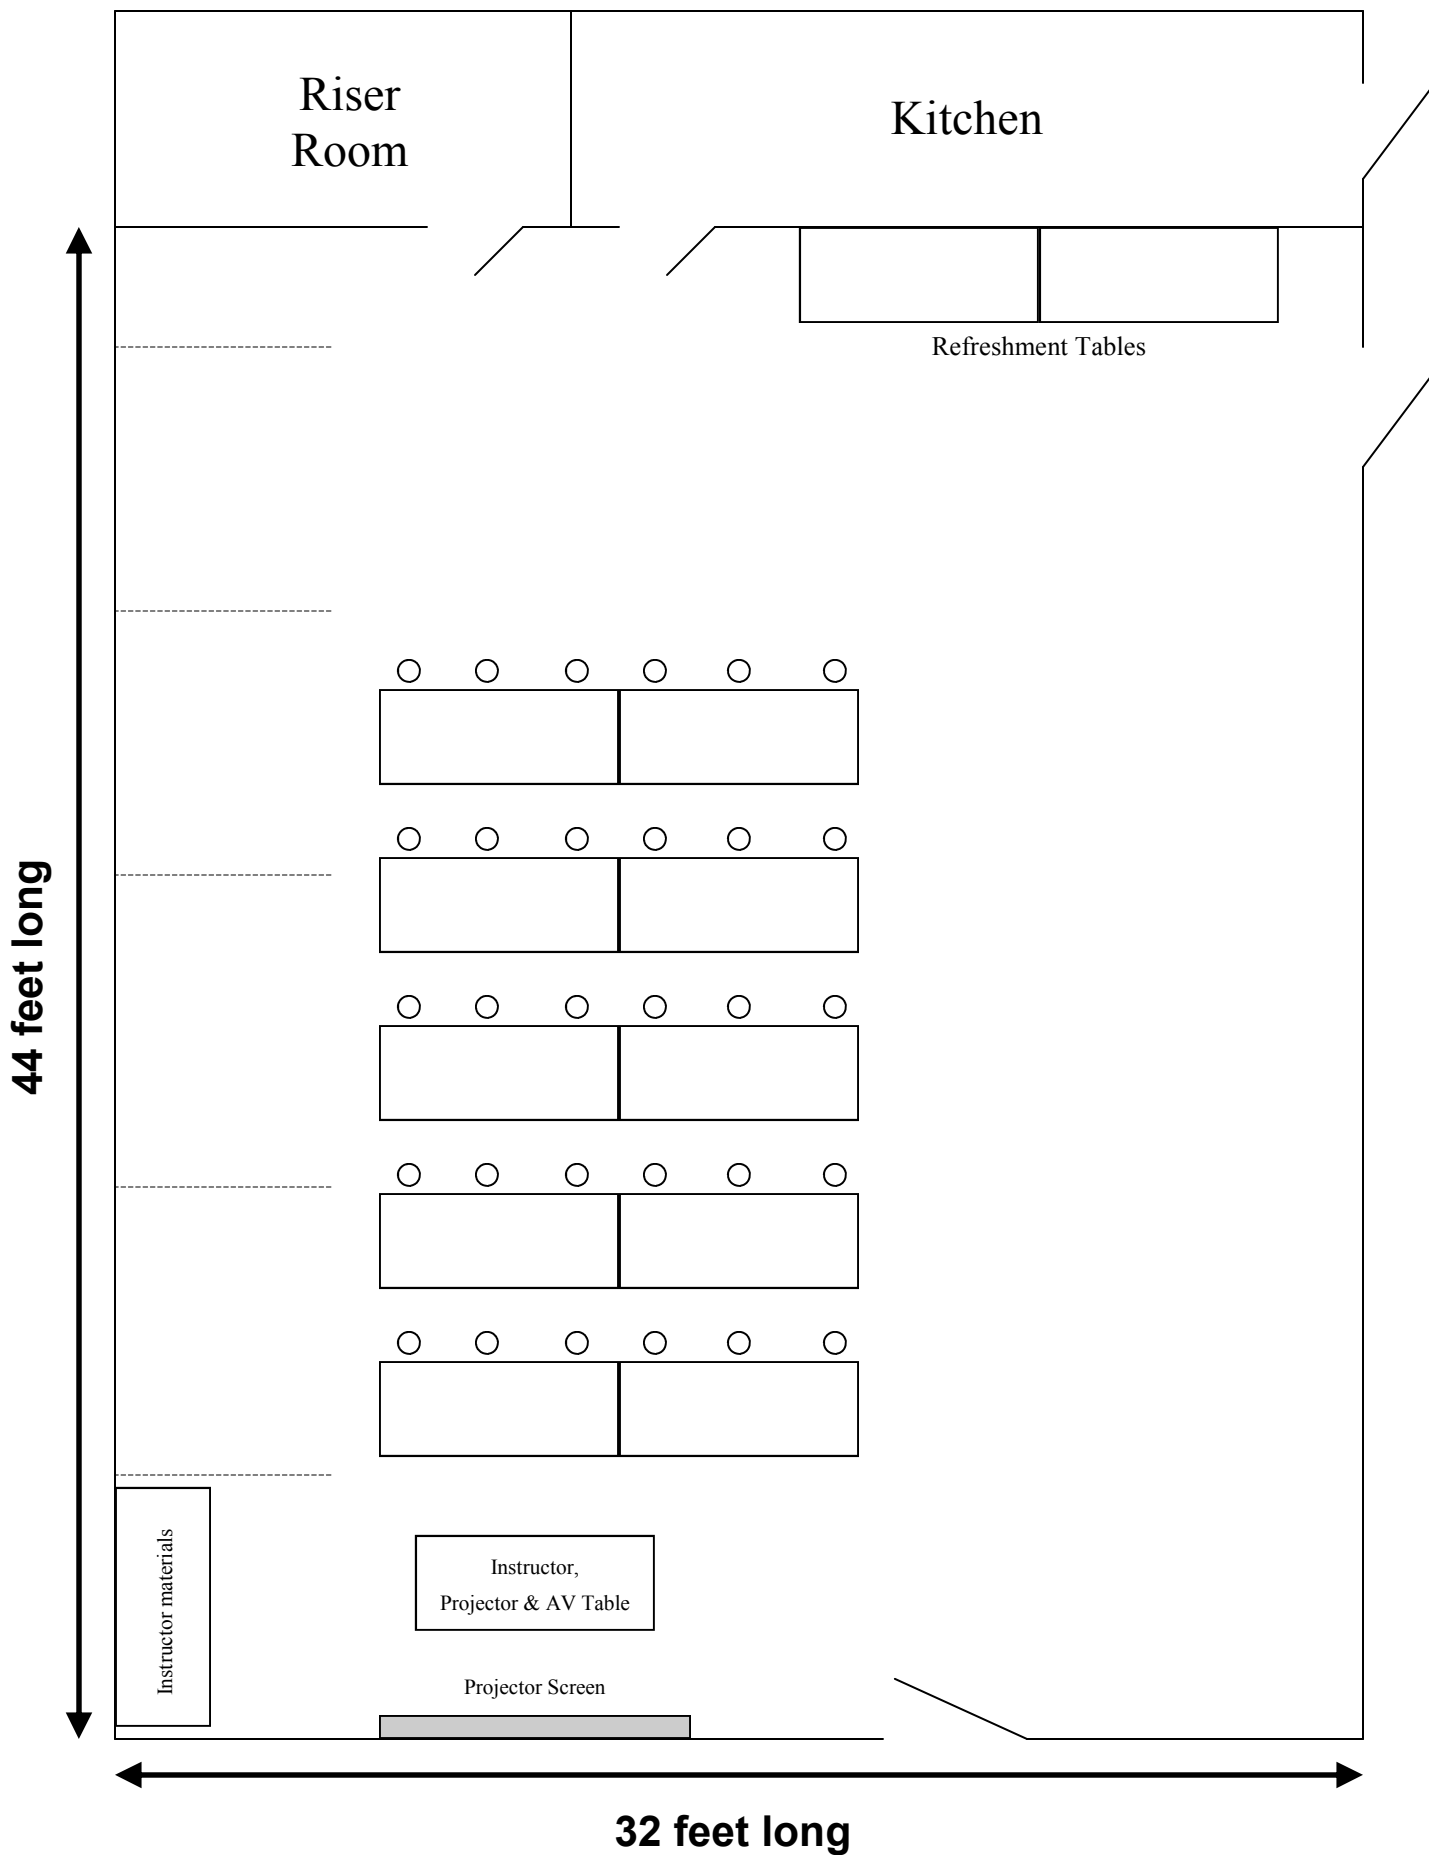 Riser
Room
Kitchen
Refreshment Tables
44 feet long
Instructor materials
Instructor,
Projector & AV Table
Projector Screen
32 feet long